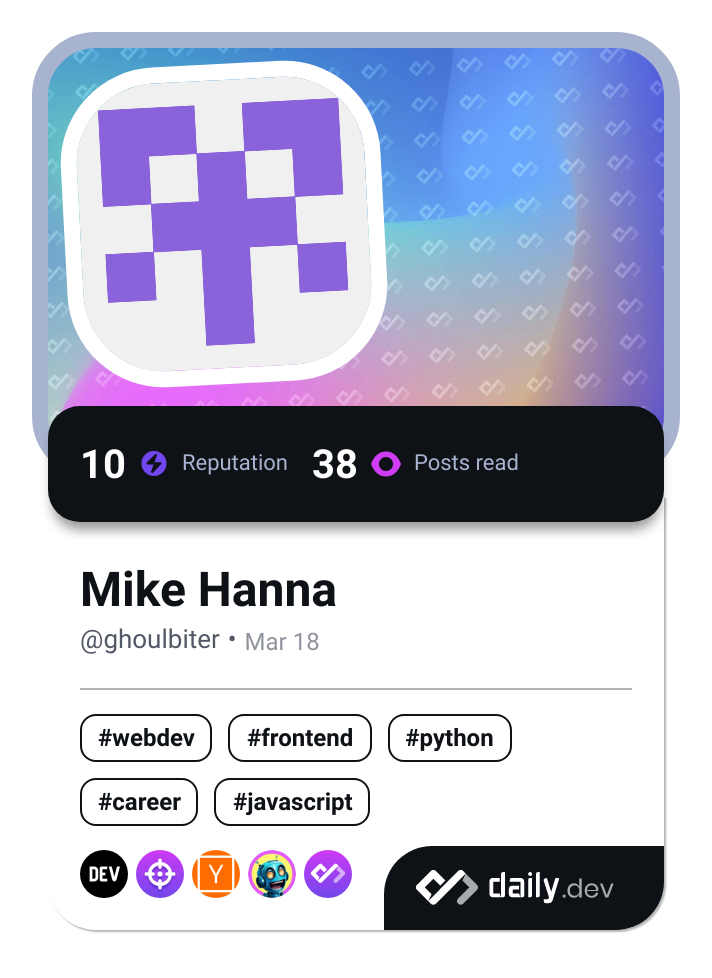 10 Reputation 38 Posts read
Mike Hanna
@ghoulbiter • Mar 18
#webdev #frontend #python
#career #javascript
DEV Y daily.dev